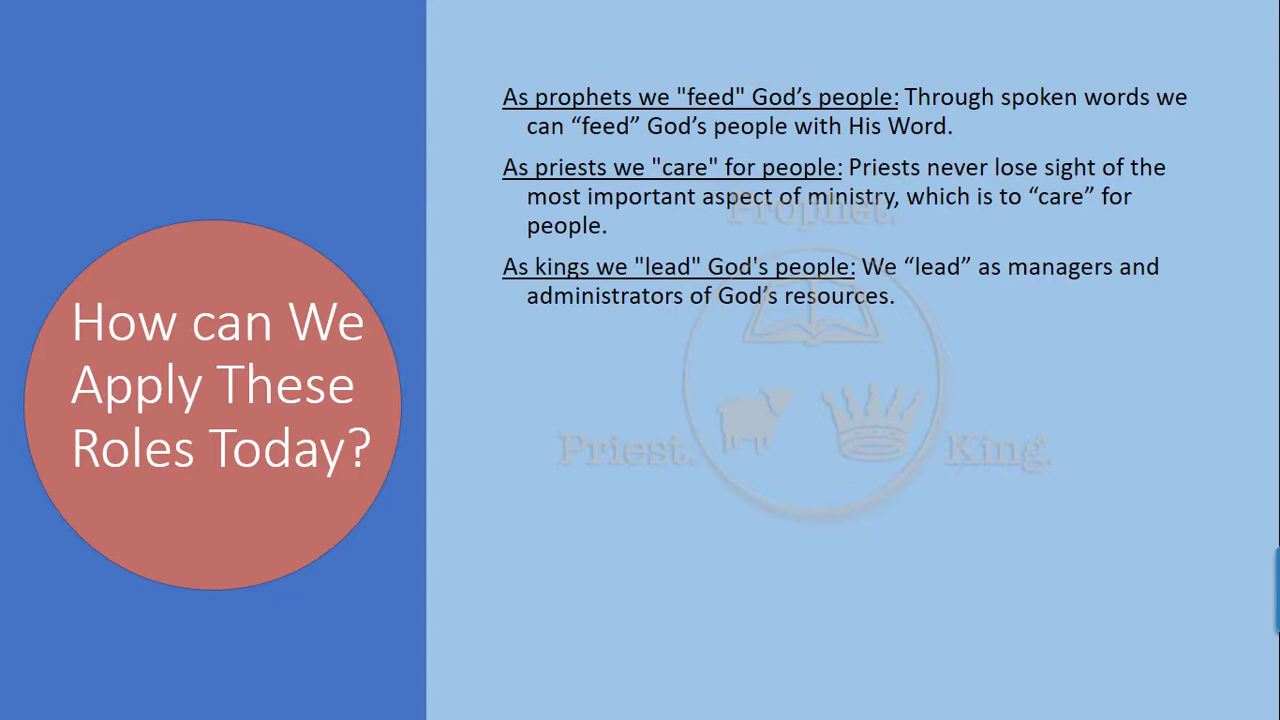 How can We
Apply These
Roles Today?
As prophets we "feed" God’s people: Through spoken words we
can “feed” God’s people with His Word.
As priests we "care" for people: Priests never lose sight of the
most important aspect of ministry, which is to “care” for
people.
As kings we "lead" God's people: We “lead” as managers and
administrators of God’s resources.
Prophet.
Priest.
King.